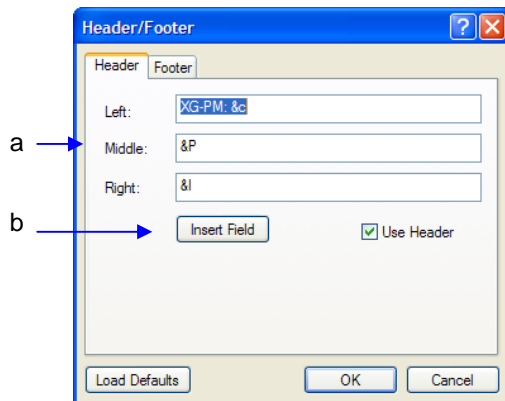 Header/Footer
Header Footer
Left: XG-PM: &c
a
Middle: &P
Right: &I
b
Insert Field Use Header
Load Defaults OK Cancel